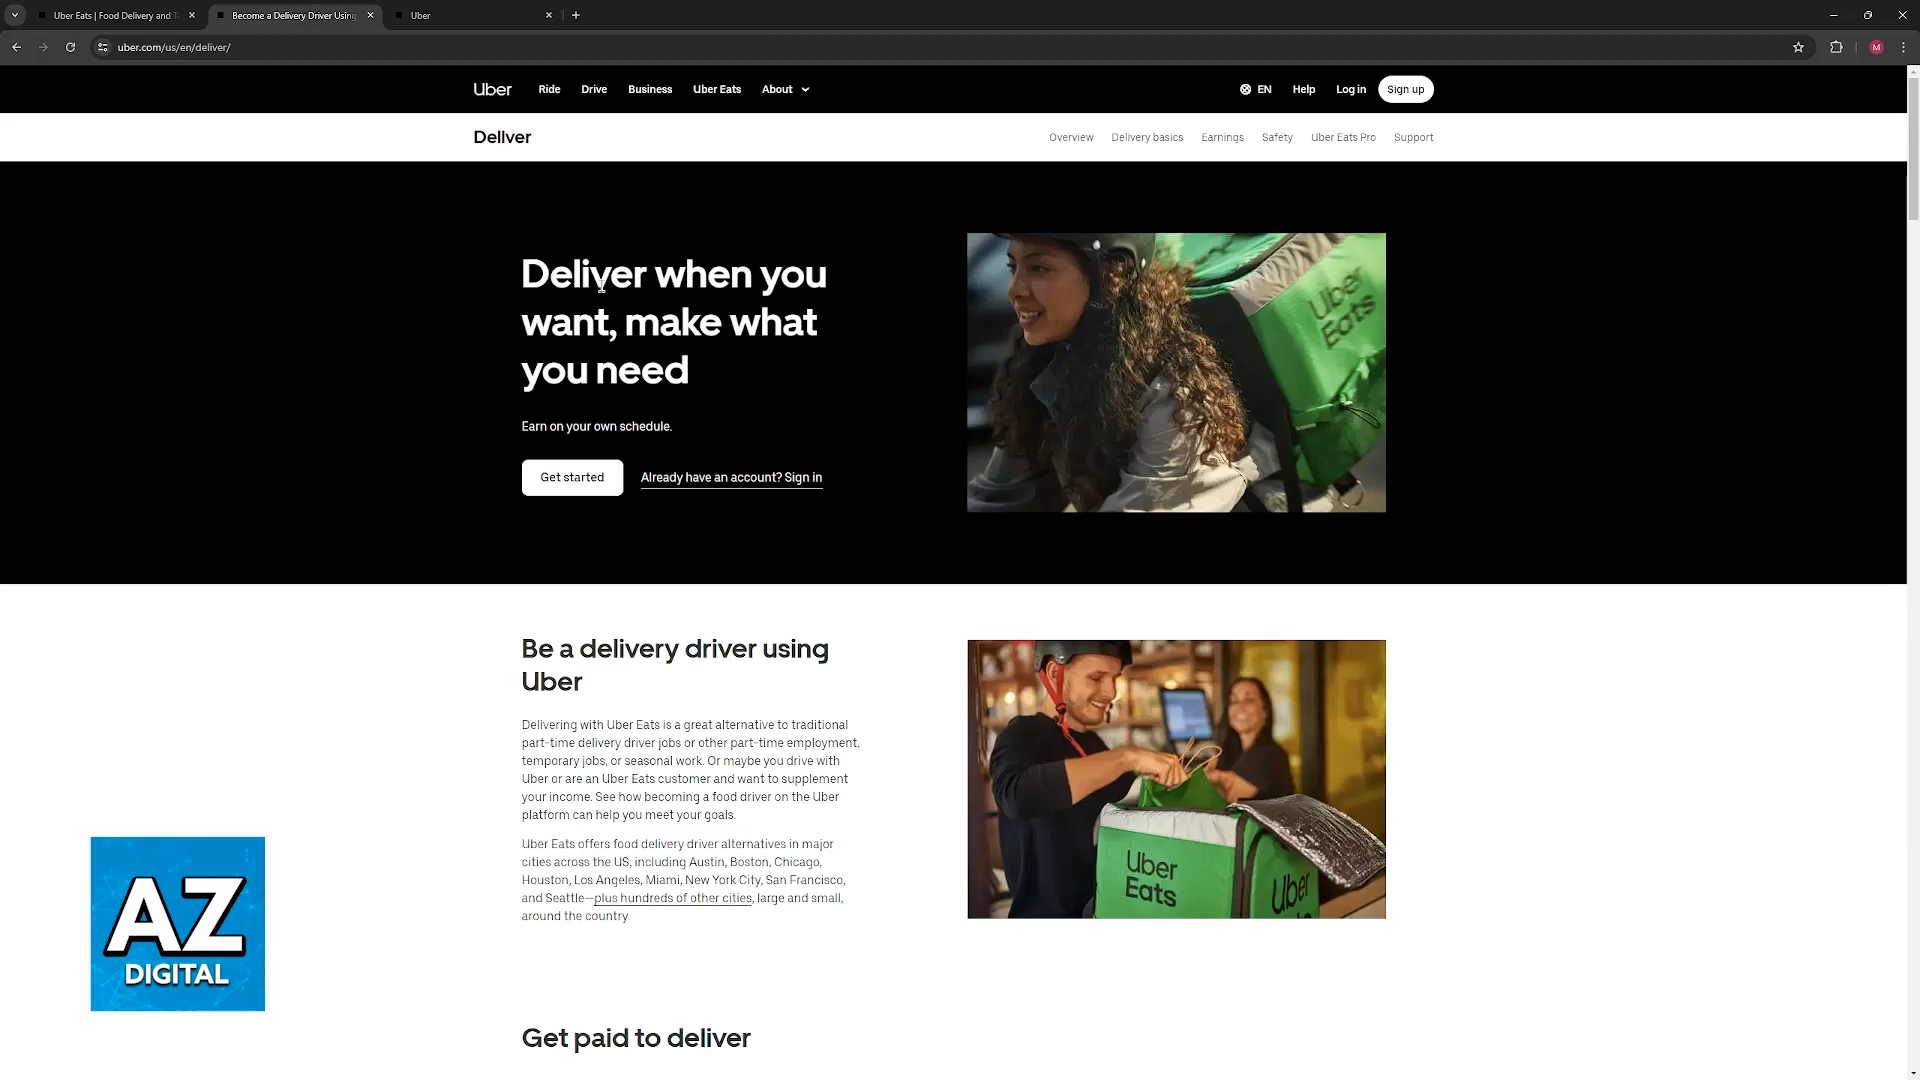 Uber Eats | Food Delivery and T
Become a Delivery Driver Using
Uber
uber.com/us/en/deliver/
M
Uber
Ride
Drive
Business
Uber Eats
About
EN
Help
Log in
Sign up
Deliver
Overview
Delivery basics
Earnings
Safety
Uber Eats Pro
Support
Deliver when you
want, make what
you need
Earn on your own schedule.
Get started
Already have an account? Sign in
Uber
Eats
Be a delivery driver using
Uber
Delivering with Uber Eats is a great alternative to traditional
part-time delivery driver jobs or other part-time employment,
temporary jobs, or seasonal work. Or maybe you drive with
Uber or are an Uber Eats customer and want to supplement
your income. See how becoming a food driver on the Uber
platform can help you meet your goals.
Uber Eats offers food delivery driver alternatives in major
cities across the US, including Austin, Boston, Chicago,
Houston, Los Angeles, Miami, New York City, San Francisco,
and Seattle—plus hundreds of other cities, large and small,
around the country.
Uber
Eats
Uber
AZ
DIGITAL
Get paid to deliver